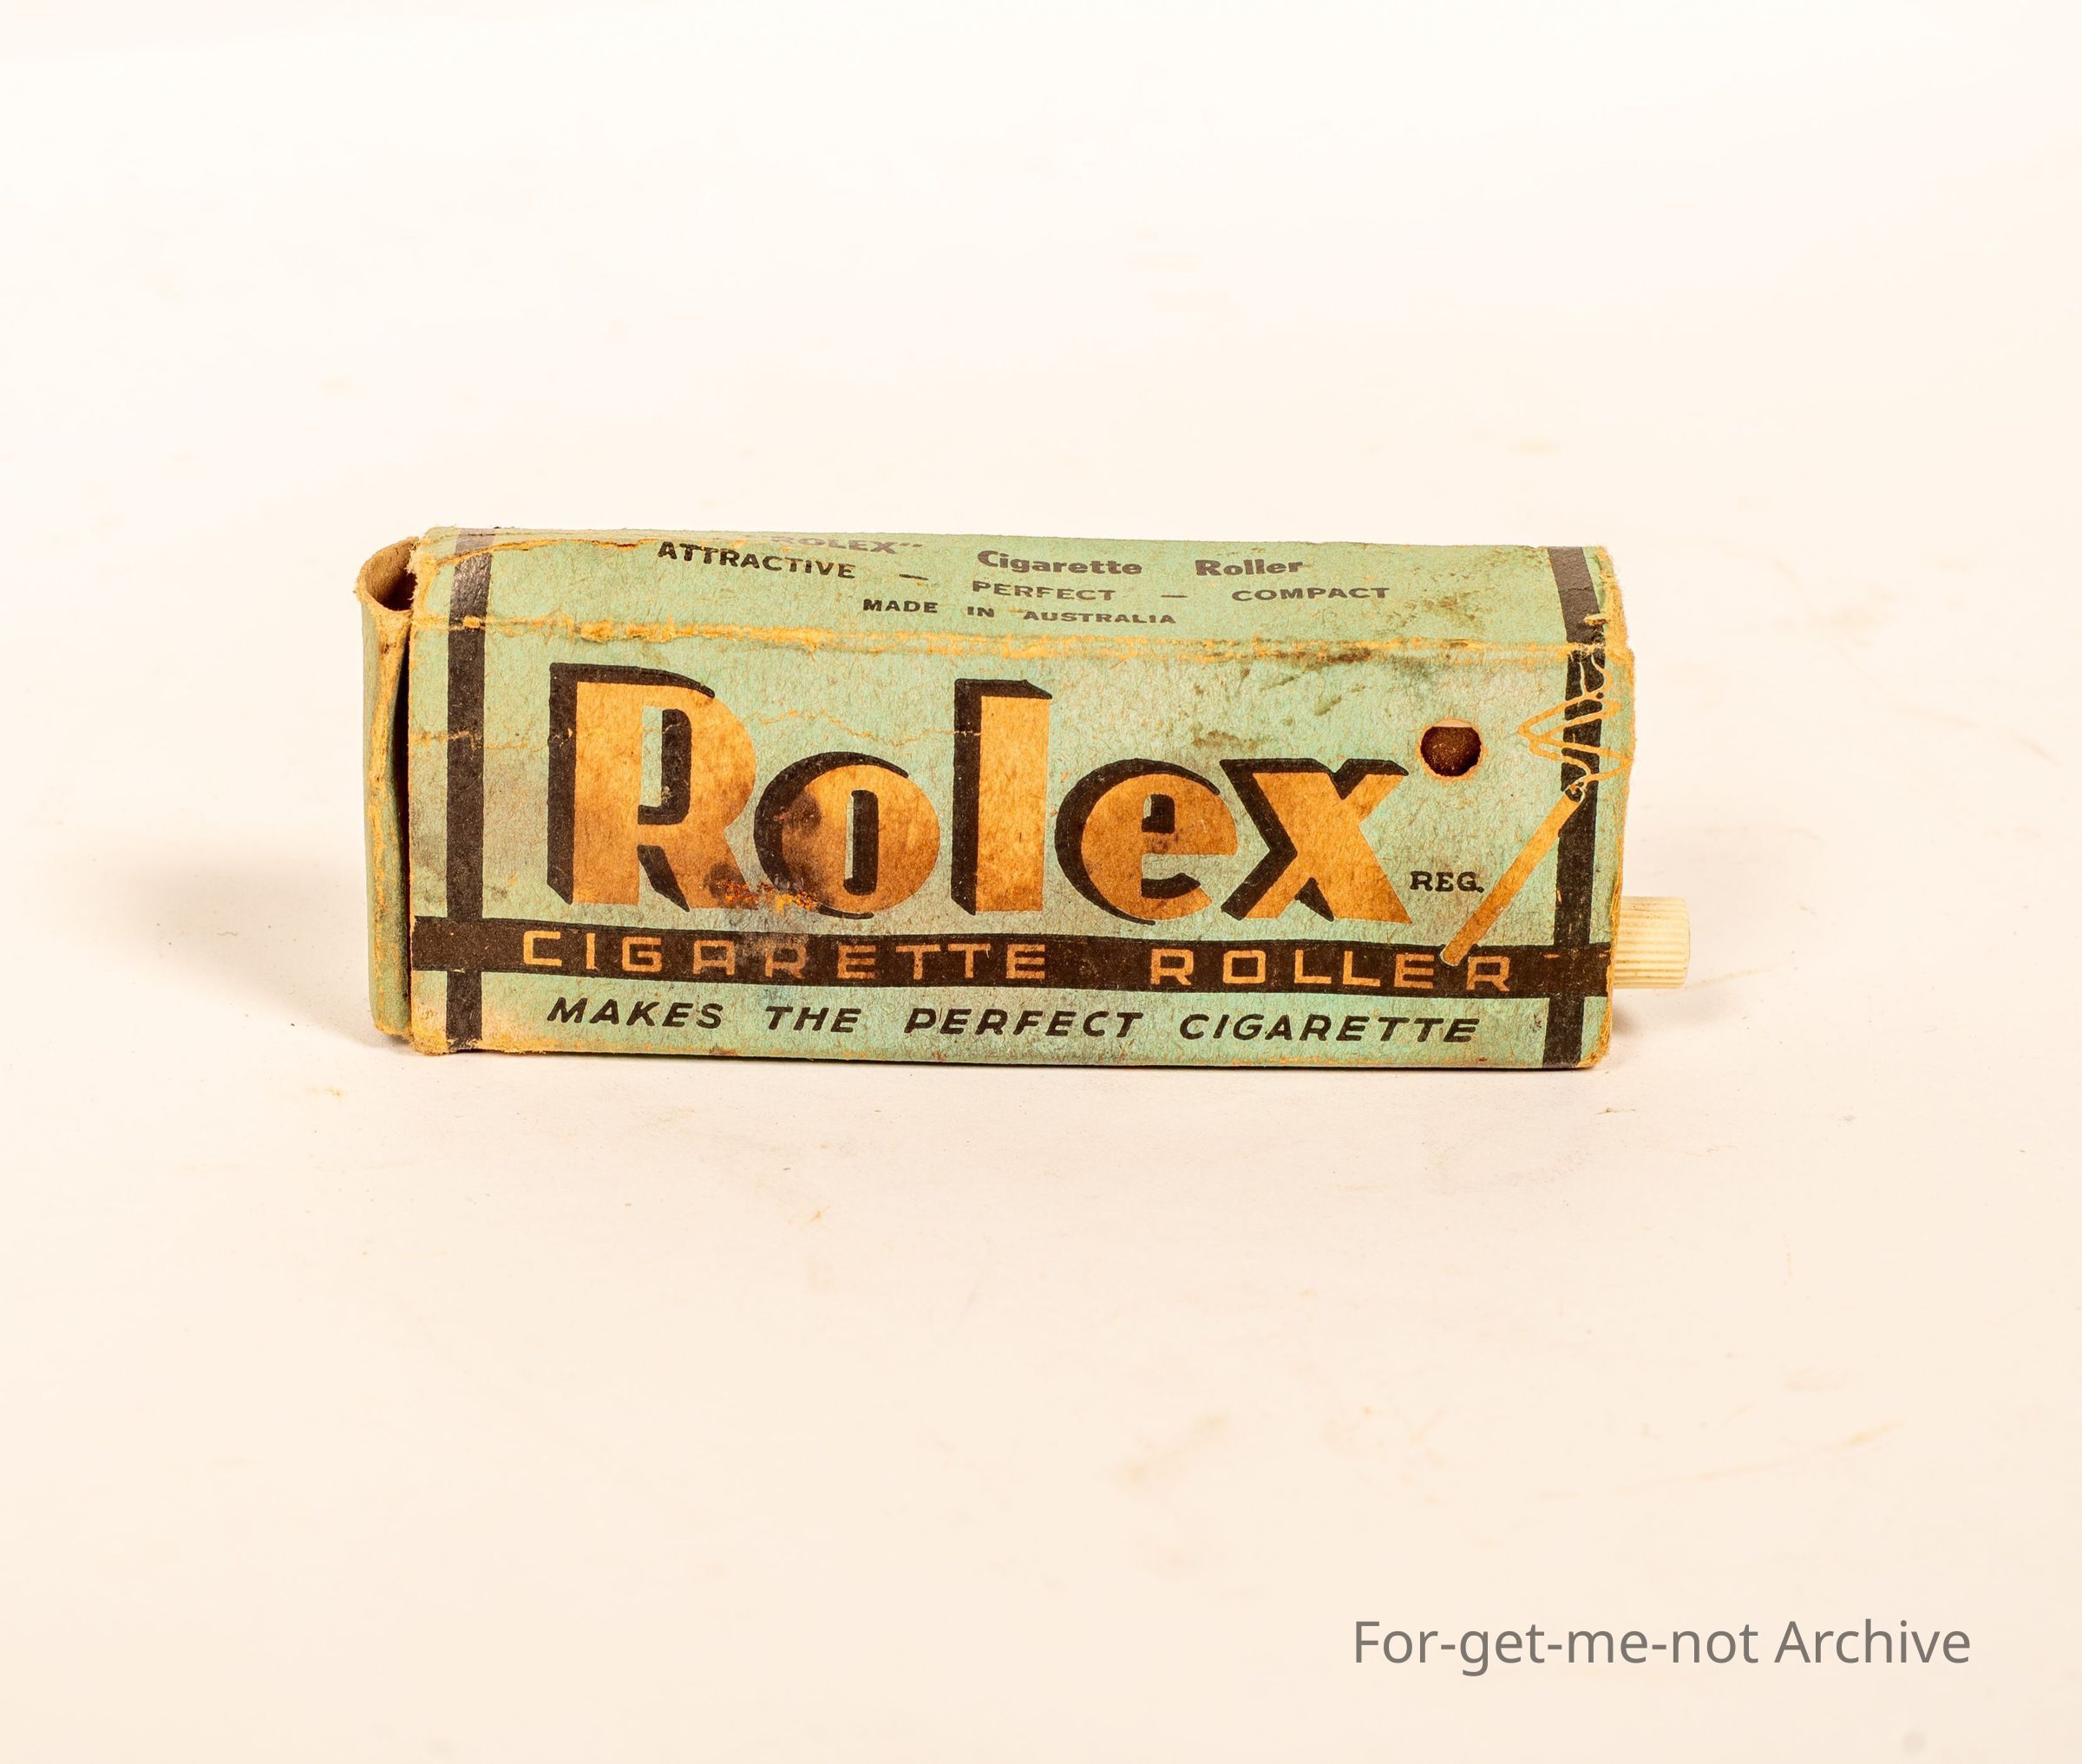 "ROLEX" Cigarette Roller
ATTRACTIVE — PERFECT — COMPACT
MADE IN AUSTRALIA
Rolex REG.
CIGARETTE ROLLER
MAKES THE PERFECT CIGARETTE
For-get-me-not Archive